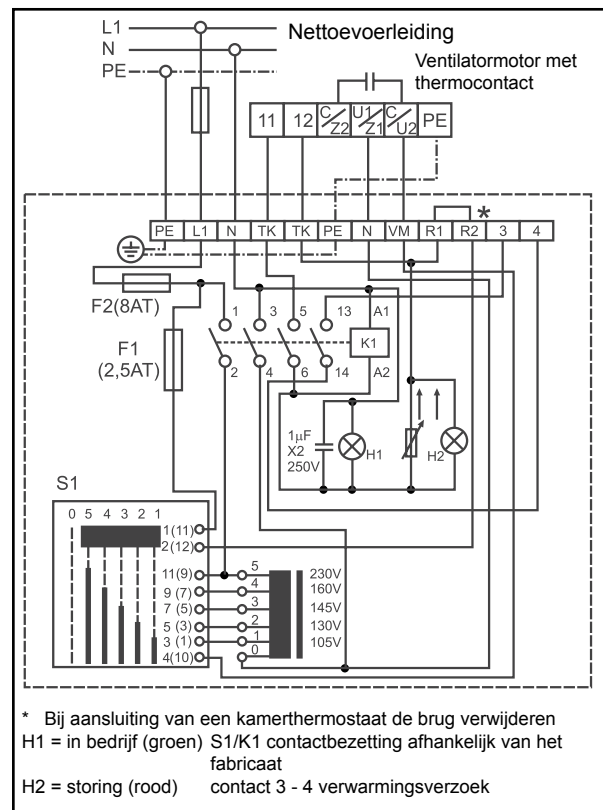 L1 Nettoevoerleiding
N
PE
Ventilatormotor met
thermocontact
11 12 C/Z2 U1/Z1 C/U2 PE
PE L1 N TK TK PE N VM R1 R2 * 3 4
F2(8AT)
F1
(2,5AT)
1 3 5 13 A1
K1
2 4 6 14 A2
1µF
X2
250V
H1 H2
S1
0 5 4 3 2 1
1(11)
2(12)
11(9) 5 230V
9(7) 4 160V
7(5) 3 145V
5(3) 2 130V
3(1) 1 105V
4(10) 0
* Bij aansluiting van een kamerthermostaat de brug verwijderen
H1 = in bedrijf (groen) S1/K1 contactbezetting afhankelijk van het
fabricaat
H2 = storing (rood) contact 3 - 4 verwarmingsverzoek